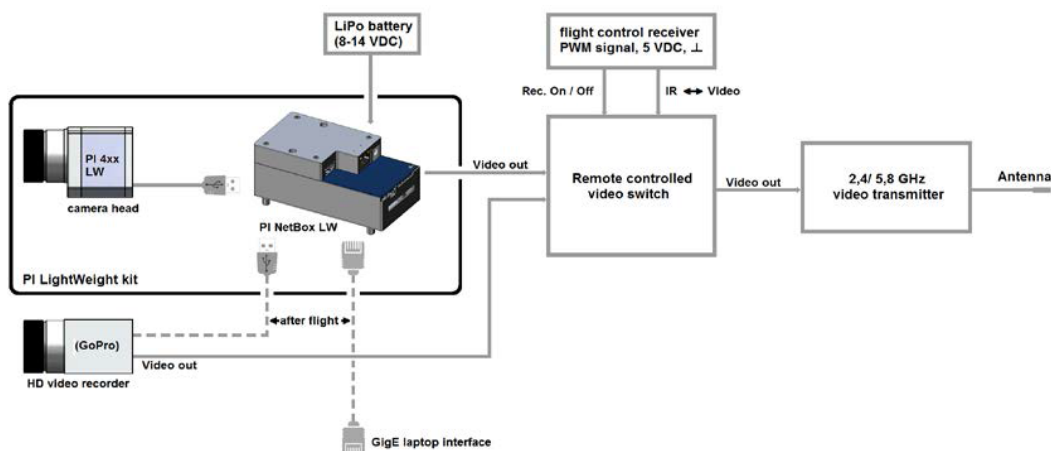 LiPo battery
(8-14 VDC)
flight control receiver
PWM signal, 5 VDC, ⊥
Rec. On / Off
IR ↔ Video
PI 4xx
LW
camera head
PI NetBox LW
PI LightWeight kit
Video out
Remote controlled
video switch
Video out
2,4/ 5,8 GHz
video transmitter
Antenna
after flight
(GoPro)
HD video recorder
Video out
GigE laptop interface